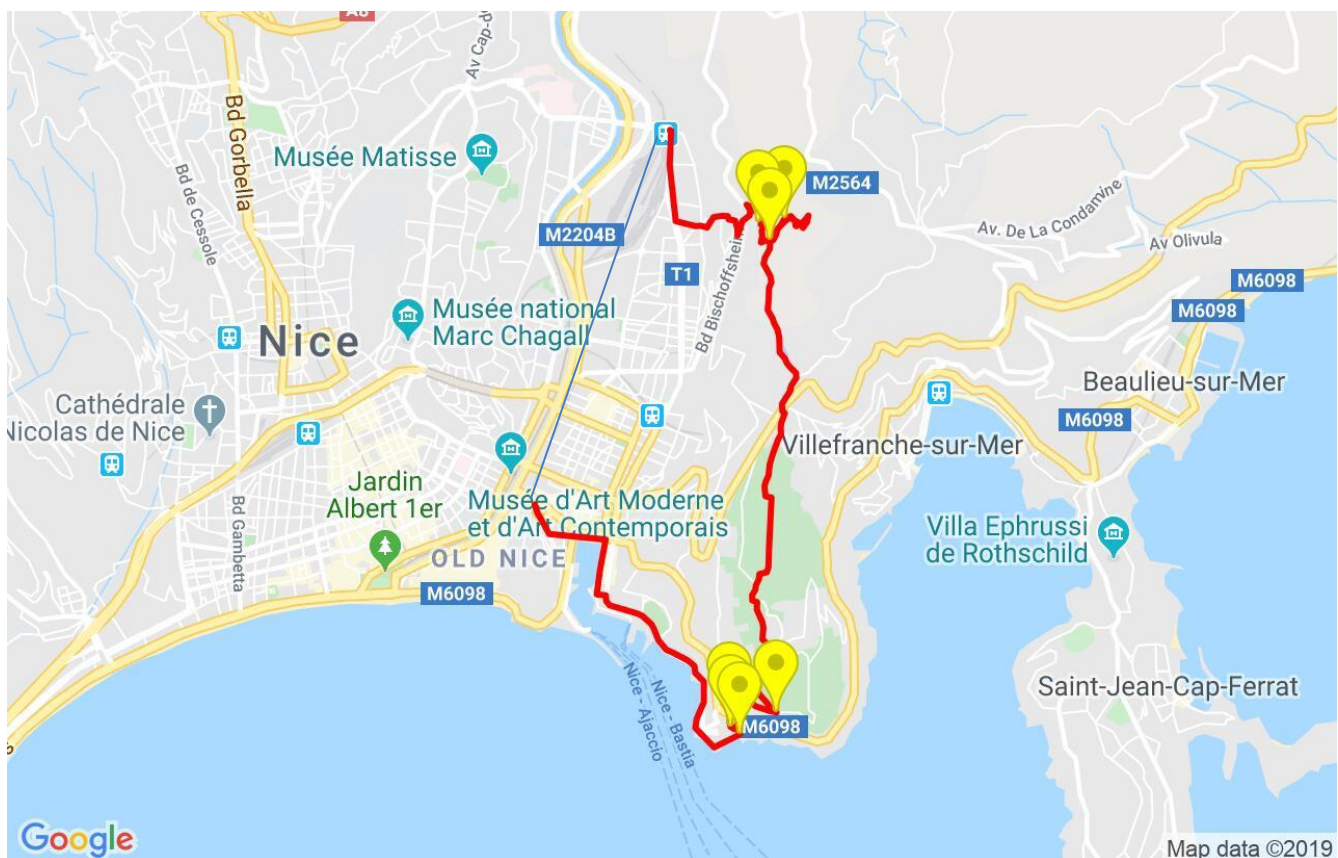 A8
Av Cap-
Bd Gorbella
Musée Matisse
Bd de Cessole
M2564
M2204B
Av. De La Condamine
Av Olivula
T1
M6098
M6098
Bd Bischoffsheim
Musée national
Marc Chagall
Nice
Beaulieu-sur-Mer
Cathédrale
Nicolas de Nice
M6098
Villefranche-sur-Mer
Jardin
Albert 1er
Musée d'Art Moderne
et d'Art Contemporais
Bd Gambetta
OLD NICE
Villa Ephrussi
de Rothschild
M6098
Nice - Ajaccio
Nice - Bastia
Saint-Jean-Cap-Ferrat
M6098
Google
Map data ©2019